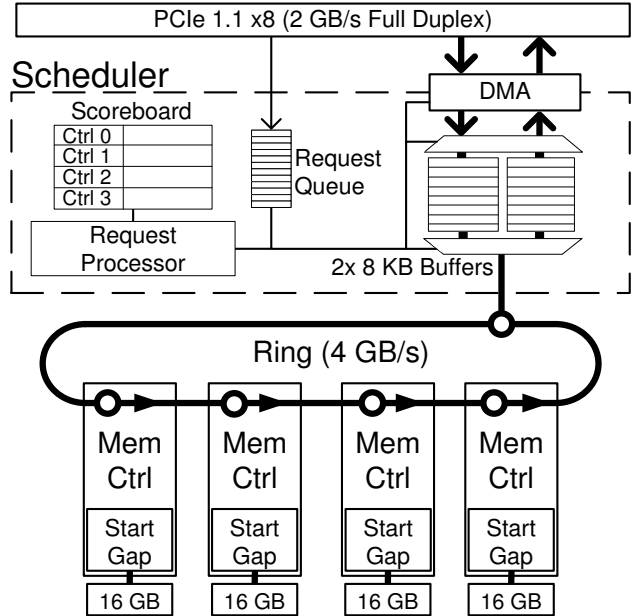 PCIe 1.1 x8 (2 GB/s Full Duplex)
Scheduler
DMA
Scoreboard
Ctrl 0
Ctrl 1
Ctrl 2
Ctrl 3
Request
Queue
Request
Processor
2x 8 KB Buffers
Ring (4 GB/s)
Mem
Ctrl
Mem
Ctrl
Mem
Ctrl
Mem
Ctrl
Start
Gap
Start
Gap
Start
Gap
Start
Gap
16 GB
16 GB
16 GB
16 GB